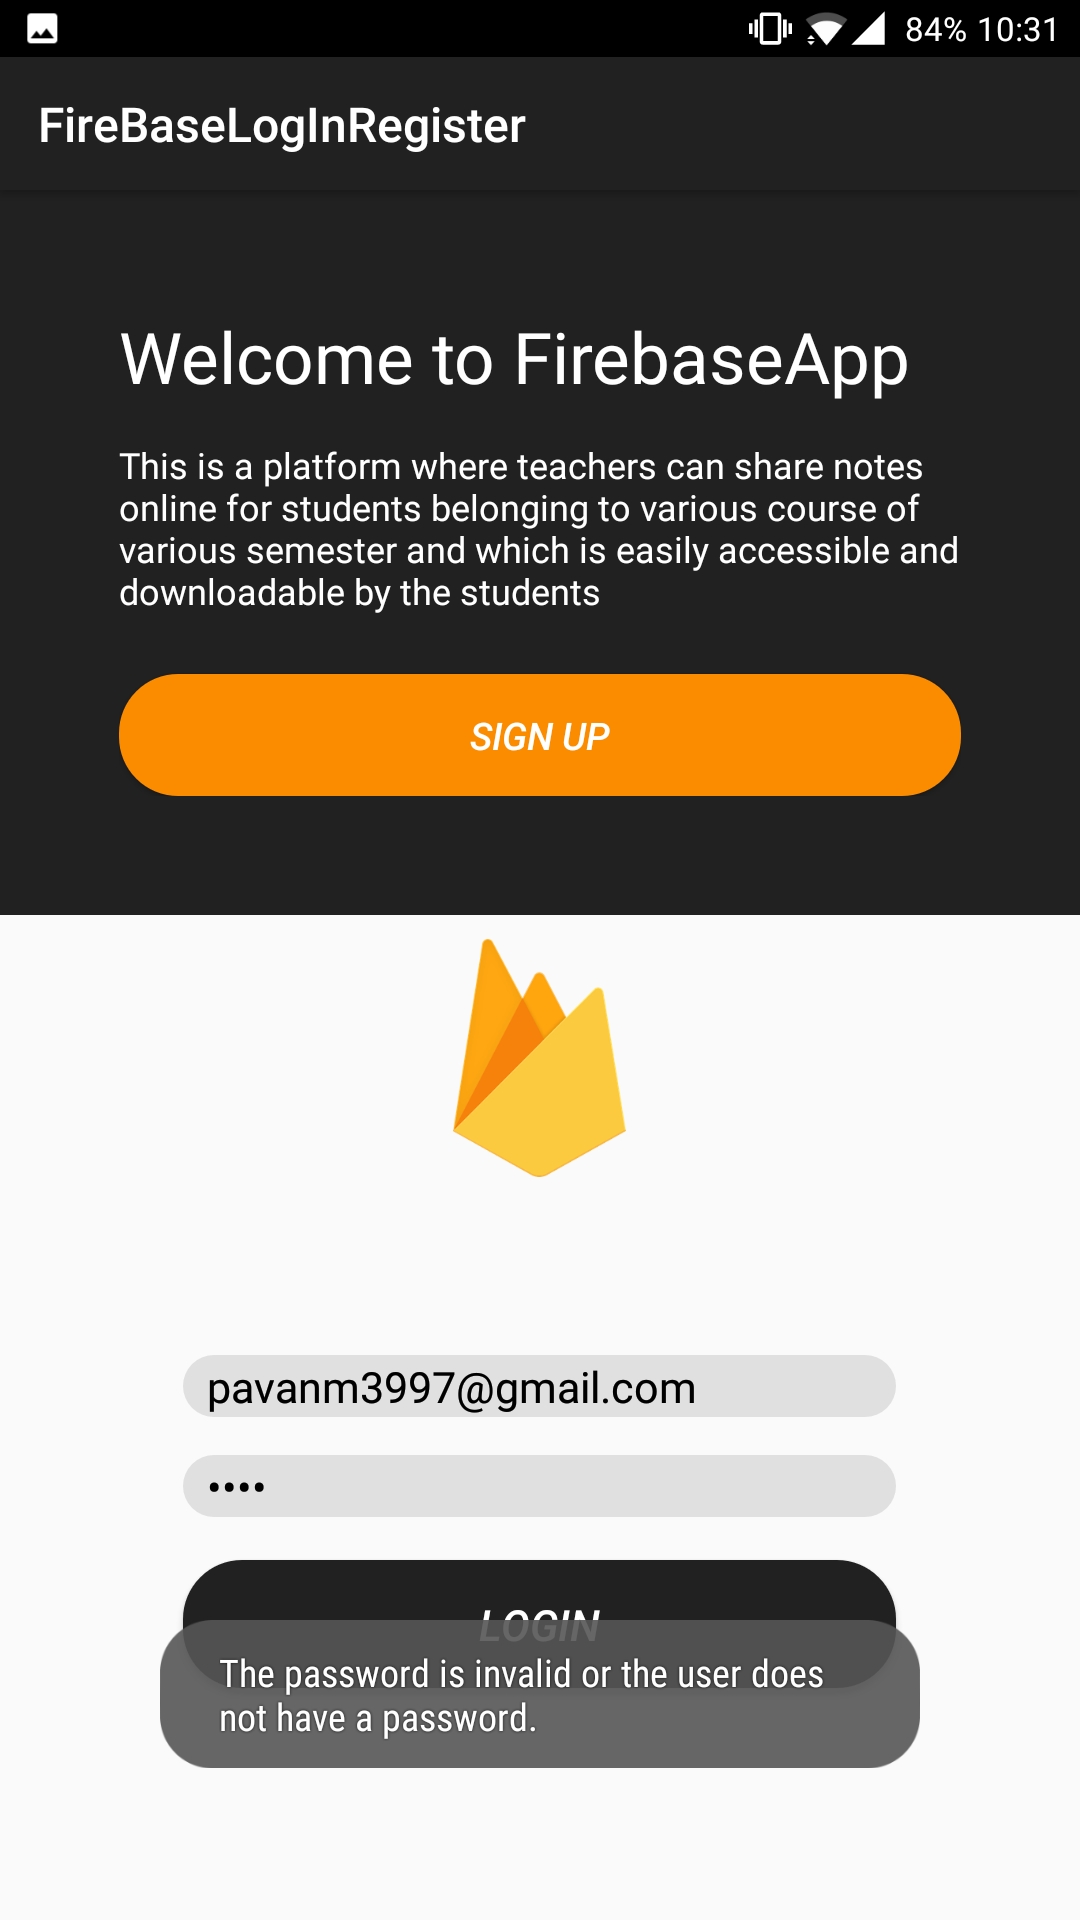 84% 10:31
FireBaseLogInRegister
Welcome to FirebaseApp
This is a platform where teachers can share notes
online for students belonging to various course of
various semester and which is easily accessible and
downloadable by the students
SIGN UP
pavanm3997@gmail.com
••••
LOGIN
The password is invalid or the user does
not have a password.